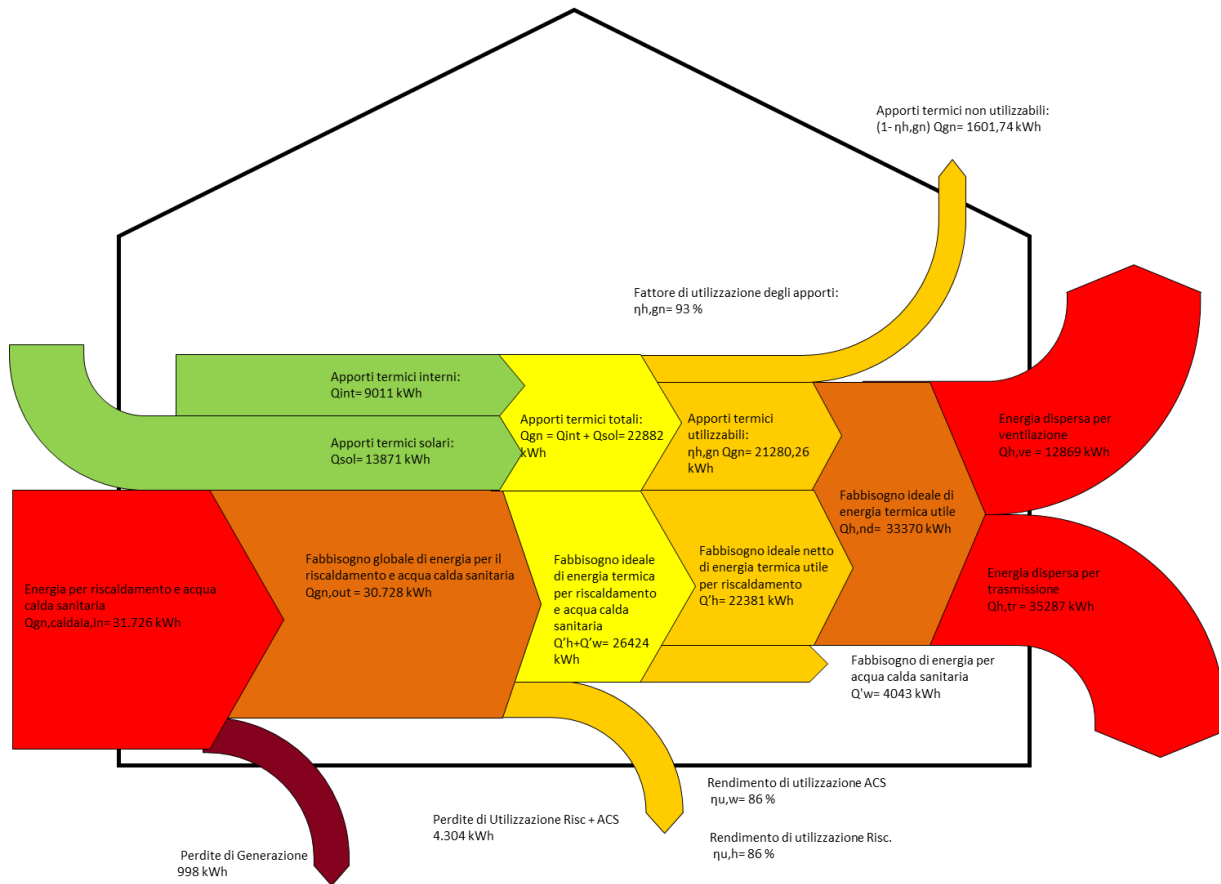 Apporti termici non utilizzabili:
(1- ηh,gn) Qgn= 1601,74 kWh
Fattore di utilizzazione degli apporti:
ηh,gn= 93 %
Apporti termici interni:
Qint= 9011 kWh
Apporti termici solari:
Qsol= 13871 kWh
Apporti termici totali:
Qgn = Qint + Qsol= 22882
kWh
Apporti termici
utilizzabili:
ηh,gn Qgn= 21280,26
kWh
Energia dispersa per
ventilazione
Qh,ve = 12869 kWh
Fabbisogno ideale di
energia termica utile
Qh,nd= 33370 kWh
Energia per riscaldamento e acqua
calda sanitaria
Qgn,caldaia,in= 31.726 kWh
Fabbisogno globale di energia per il
riscaldamento e acqua calda sanitaria
Qgn,out = 30.728 kWh
Fabbisogno ideale
di energia termica
per riscaldamento
e acqua calda
sanitaria
Q'h+Q'w= 26424
kWh
Fabbisogno ideale netto
di energia termica utile
per riscaldamento
Q'h= 22381 kWh
Energia dispersa per
trasmissione
Qh,tr= 35287 kWh
Fabbisogno di energia per
acqua calda sanitaria
Q'w= 4043 kWh
Rendimento di utilizzazione ACS
ηu,w= 86 %
Perdite di Utilizzazione Risc + ACS
4.304 kWh
Rendimento di utilizzazione Risc.
ηu,h= 86 %
Perdite di Generazione
998 kWh